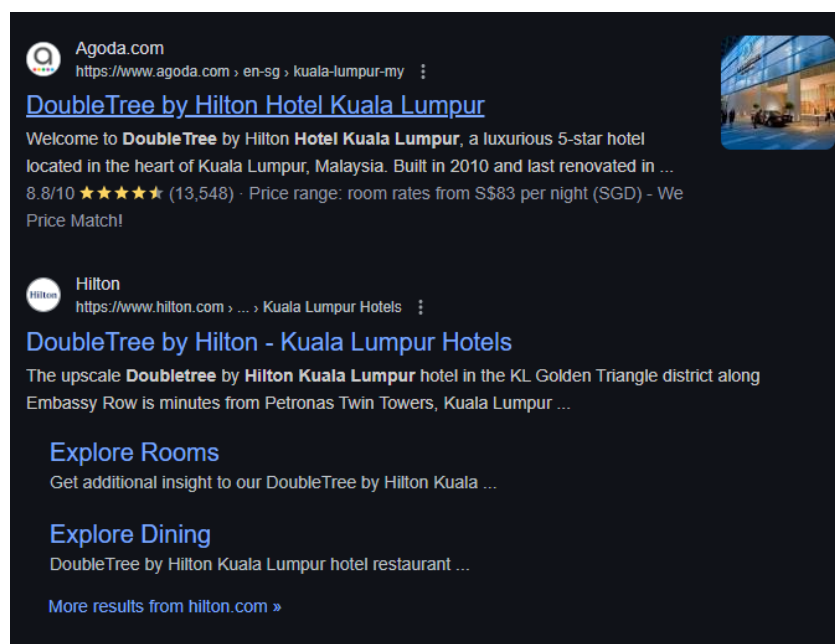 Agoda.com
https://www.agoda.com › en-sg › kuala-lumpur-my
DoubleTree by Hilton Hotel Kuala Lumpur
Welcome to DoubleTree by Hilton Hotel Kuala Lumpur, a luxurious 5-star hotel
located in the heart of Kuala Lumpur, Malaysia. Built in 2010 and last renovated in ...
8.8/10 (13,548) · Price range: room rates from S$83 per night (SGD) - We
Price Match!
Hilton
Hilton
https://www.hilton.com › ... › Kuala Lumpur Hotels
DoubleTree by Hilton - Kuala Lumpur Hotels
The upscale Doubletree by Hilton Kuala Lumpur hotel in the KL Golden Triangle district along
Embassy Row is minutes from Petronas Twin Towers, Kuala Lumpur ...
Explore Rooms
Get additional insight to our DoubleTree by Hilton Kuala ...
Explore Dining
DoubleTree by Hilton Kuala Lumpur hotel restaurant ...
More results from hilton.com »